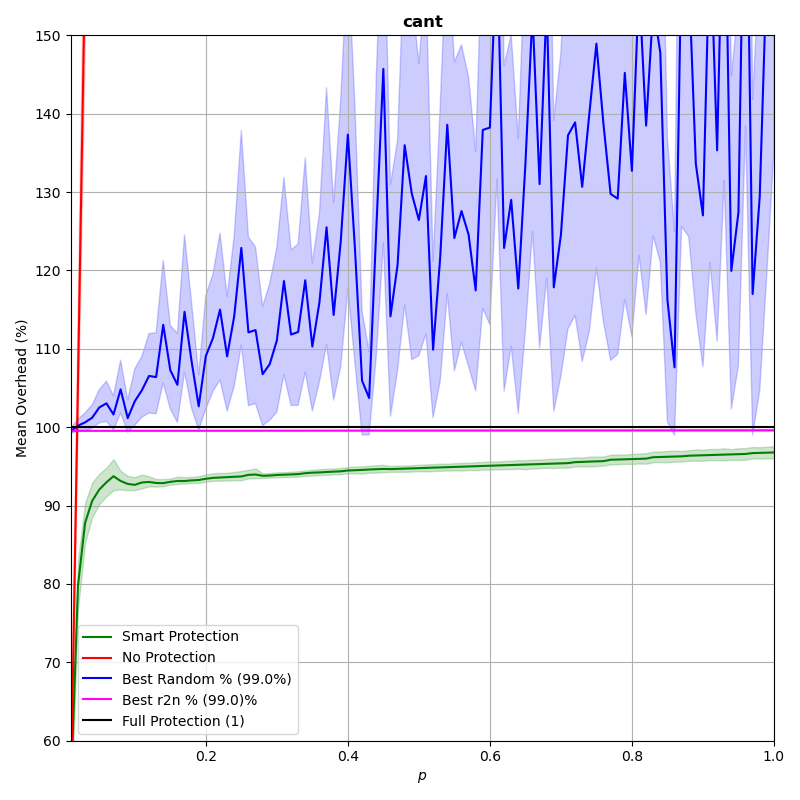 cant
150
140
130
120
110
100
90
80
70
60
Mean Overhead (%)
Smart Protection
No Protection
Best Random % (99.0%)
Best r2n % (99.0)%
Full Protection (1)
0.2
0.4
0.6
0.8
1.0
p